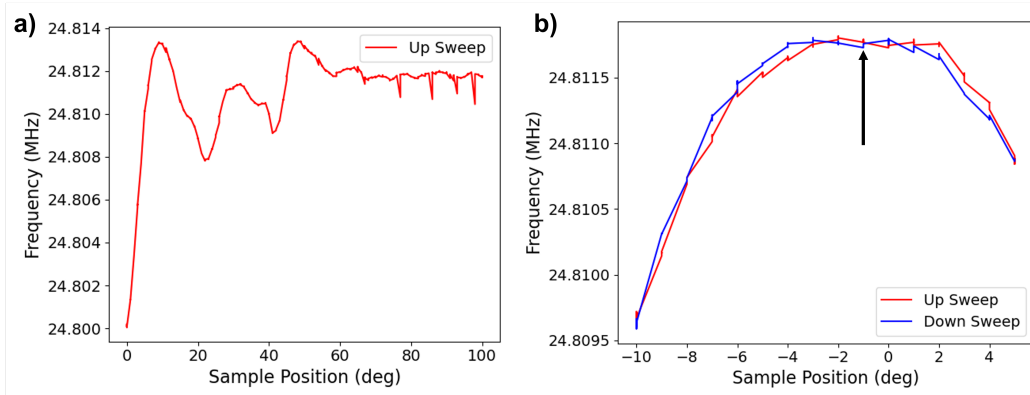 a)
24.814
24.812
24.810
24.808
24.806
24.804
24.802
24.800
Frequency (MHz)
Up Sweep
0 20 40 60 80 100
Sample Position (deg)
b)
24.8115
24.8110
24.8105
24.8100
24.8095
Frequency (MHz)
Up Sweep
Down Sweep
−10 −8 −6 −4 −2 0 2 4
Sample Position (deg)